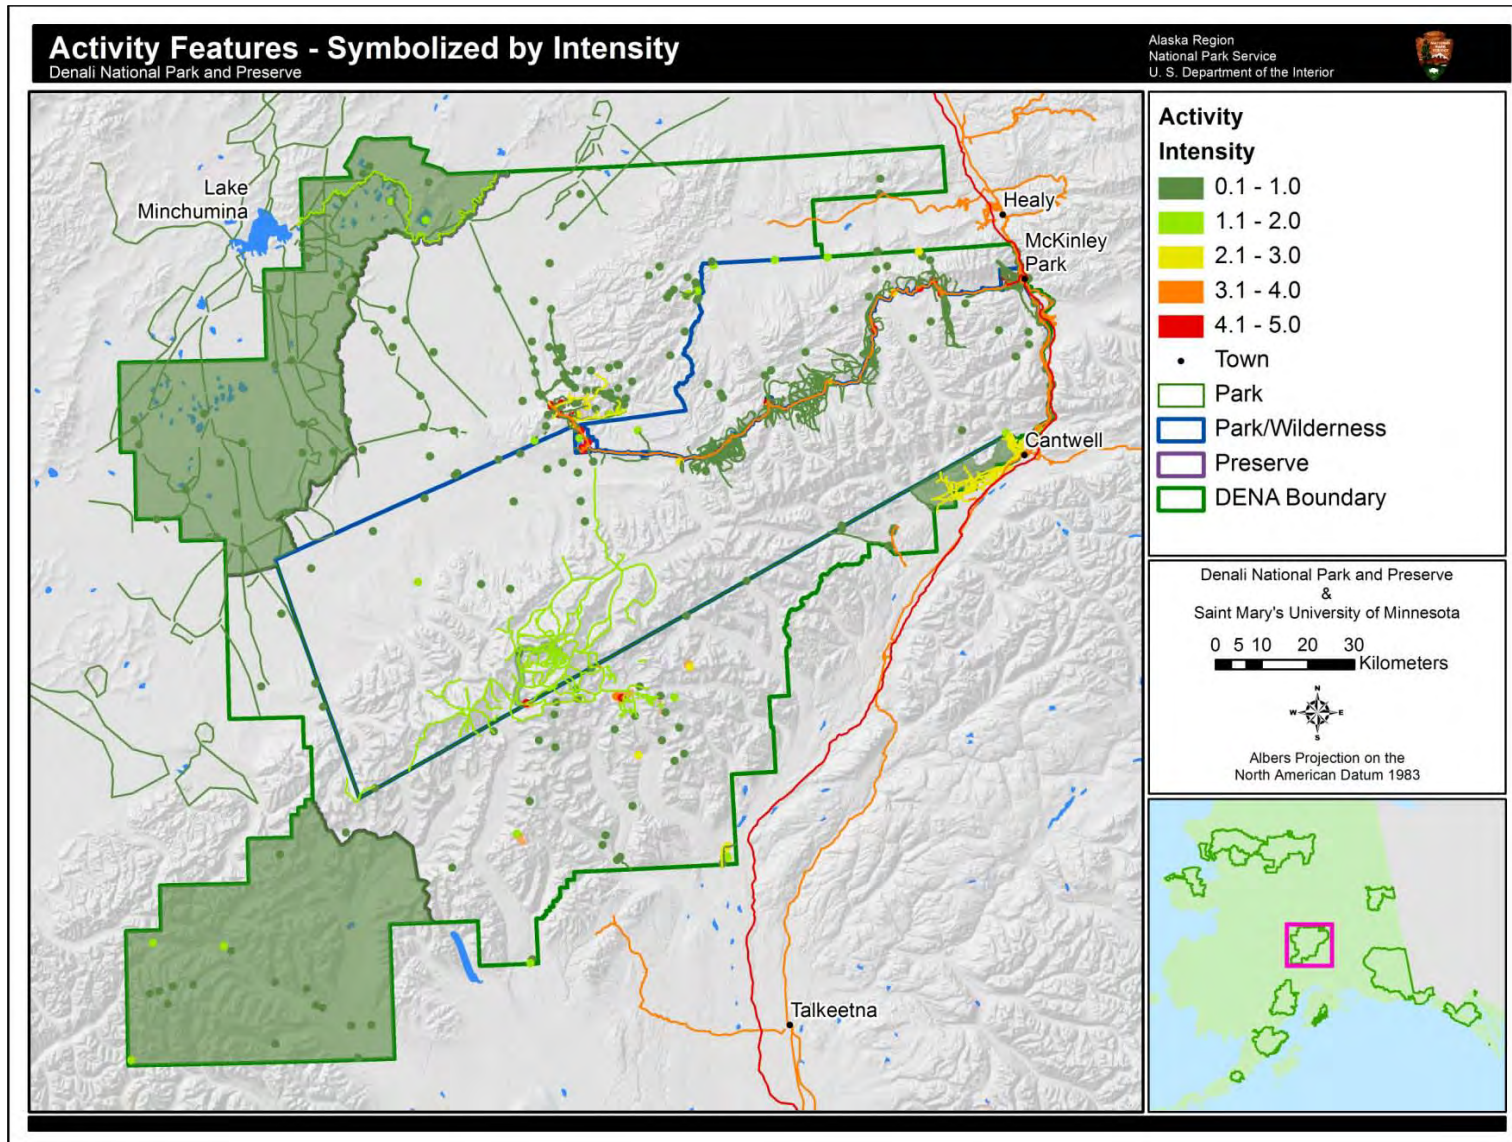 Activity Features - Symbolized by Intensity
Denali National Park and Preserve
Alaska Region
National Park Service
U. S. Department of the Interior
Lake
Minchumina
Healy
McKinley
Park
Cantwell
Talkeetna
Activity
Intensity
0.1 - 1.0
1.1 - 2.0
2.1 - 3.0
3.1 - 4.0
4.1 - 5.0
Town
Park
Park/Wilderness
Preserve
DENA Boundary
Denali National Park and Preserve
&
Saint Mary's University of Minnesota
0 5 10 20 30
Kilometers
N
W E
S
Albers Projection on the
North American Datum 1983